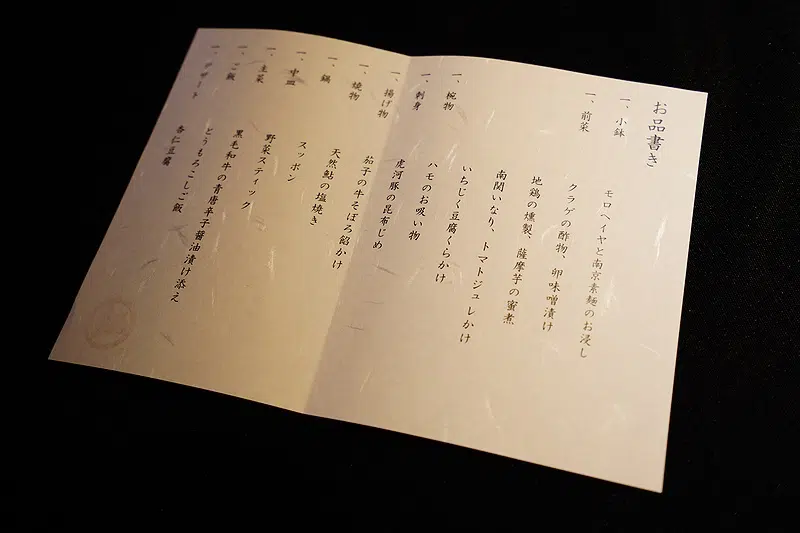 お品書き
一、小鉢
モロヘイヤと南京素麺のお浸し
一、前菜
クラゲの酢物、卵味噌漬け
地鶏の燻製、薩摩芋の蜜煮
南関いなり、トマトジュレかけ
いちじく豆腐くらかけ
一、椀物
ハモのお吸い物
一、刺身
虎河豚の昆布じめ
一、揚げ物
茄子の牛そぼろ餡かけ
一、焼物
天然鮎の塩焼き
一、鍋
スッポン
一、中皿
野菜スティック
一、主菜
黒毛和牛の青唐辛子醤油漬け添え
一、ご飯
とうもろこしご飯
一、デザート
杏仁豆腐